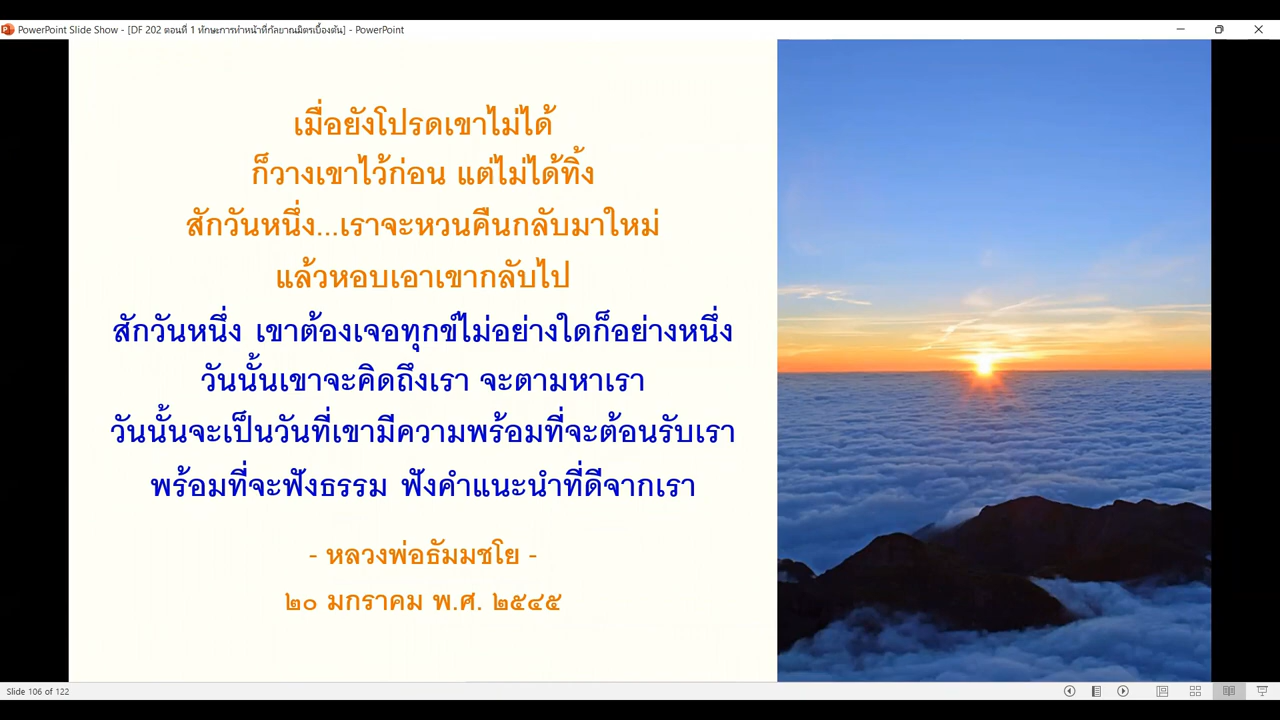 PowerPoint Slide Show - [DF 202 ตอนที่ 1 ทักษะการทำหน้าที่กัลยาณมิตรเบื้องต้น] - PowerPoint
เมื่อยังโปรดเขาไม่ได้
ก็วางเขาไว้ก่อน แต่ไม่ได้ทิ้ง
สักวันหนึ่ง...เราจะหวนคืนกลับมาใหม่
แล้วหอบเอาเขากลับไป
สักวันหนึ่ง เขาต้องเจอทุกข์ไม่อย่างใดก็อย่างหนึ่ง
วันนั้นเขาจะคิดถึงเรา จะตามหาเรา
วันนั้นจะเป็นวันที่เขามีความพร้อมที่จะต้อนรับเรา
พร้อมที่จะฟังธรรม ฟังคำแนะนำที่ดีจากเรา
- หลวงพ่อธัมมชโย -
๒๐ มกราคม พ.ศ. ๒๕๔๕
Slide 106 of 122